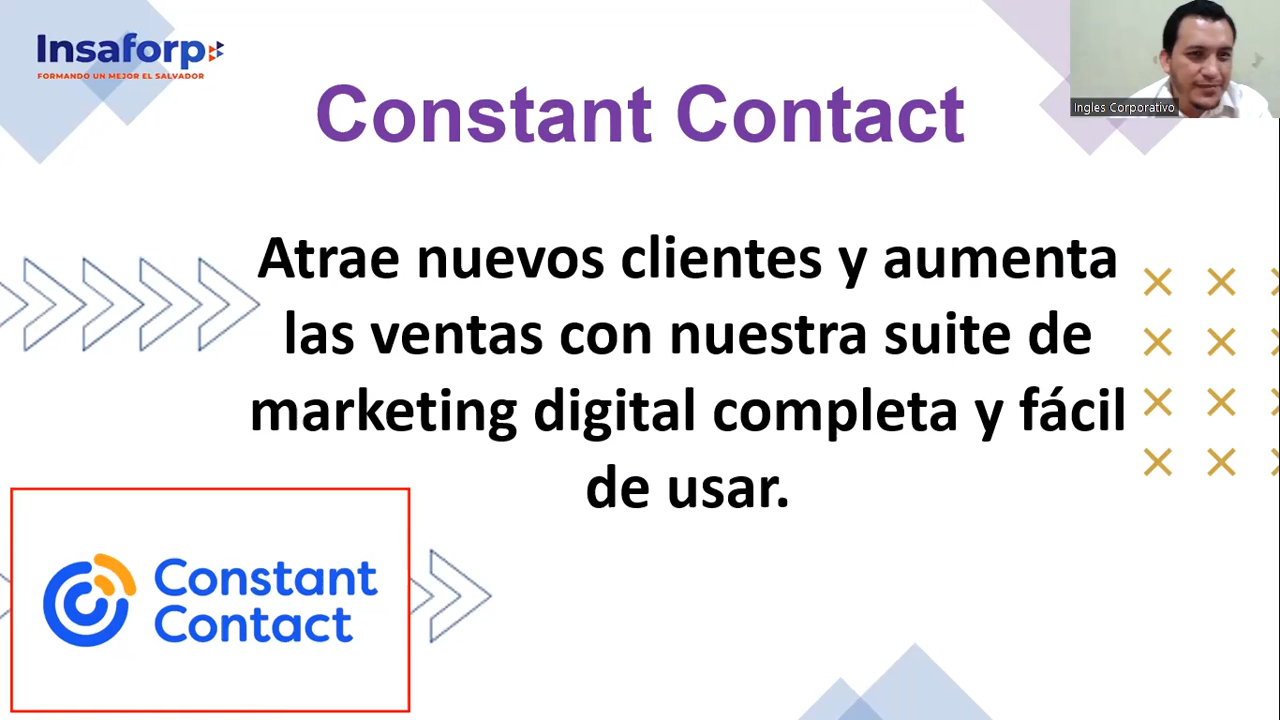 Insaforp
FORMANDO UN MEJOR EL SALVADOR
Ingles Corporativo
Constant Contact
Atrae nuevos clientes y aumenta
las ventas con nuestra suite de
marketing digital completa y fácil
de usar.
Constant
Contact